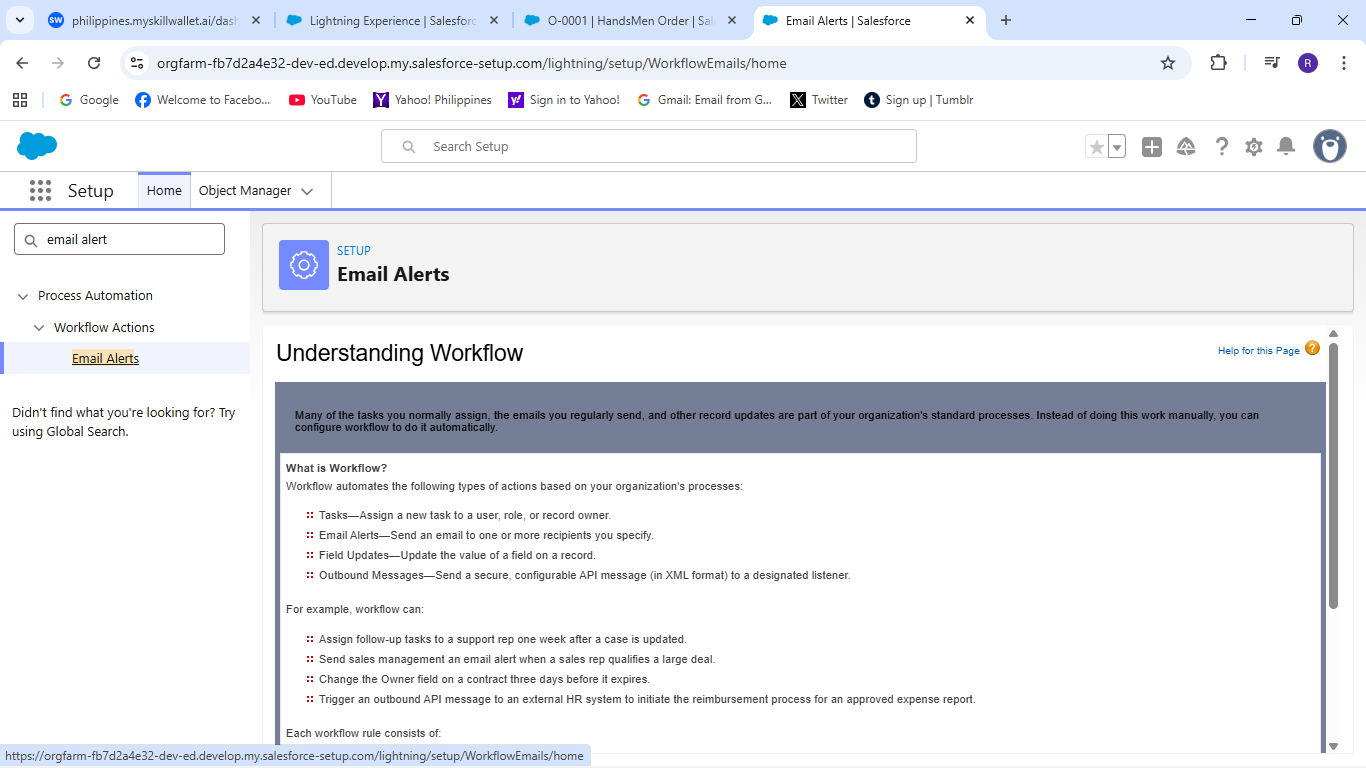 philippines.myskillwallet.ai/dash
Lightning Experience | Salesforc
O-0001 | HandsMen Order | Sal
Email Alerts | Salesforce
orgfarm-fb7d2a4e32-dev-ed.develop.my.salesforce-setup.com/lightning/setup/WorkflowEmails/home
R
Google
Welcome to Facebo...
YouTube
Yahoo! Philippines
Sign in to Yahoo!
Gmail: Email from G...
Twitter
Sign up | Tumblr
Search Setup
Setup
Home
Object Manager
email alert
Process Automation
Workflow Actions
Email Alerts
Didn't find what you're looking for? Try
using Global Search.
SETUP
Email Alerts
Understanding Workflow
Help for this Page
Many of the tasks you normally assign, the emails you regularly send, and other record updates are part of your organization's standard processes. Instead of doing this work manually, you can
configure workflow to do it automatically.
What is Workflow?
Workflow automates the following types of actions based on your organization's processes:
Tasks—Assign a new task to a user, role, or record owner.
Email Alerts—Send an email to one or more recipients you specify.
Field Updates—Update the value of a field on a record.
Outbound Messages—Send a secure, configurable API message (in XML format) to a designated listener.
For example, workflow can:
Assign follow-up tasks to a support rep one week after a case is updated.
Send sales management an email alert when a sales rep qualifies a large deal.
Change the Owner field on a contract three days before it expires.
Trigger an outbound API message to an external HR system to initiate the reimbursement process for an approved expense report.
Each workflow rule consists of:
https://orgfarm-fb7d2a4e32-dev-ed.develop.my.salesforce-setup.com/lightning/setup/WorkflowEmails/home